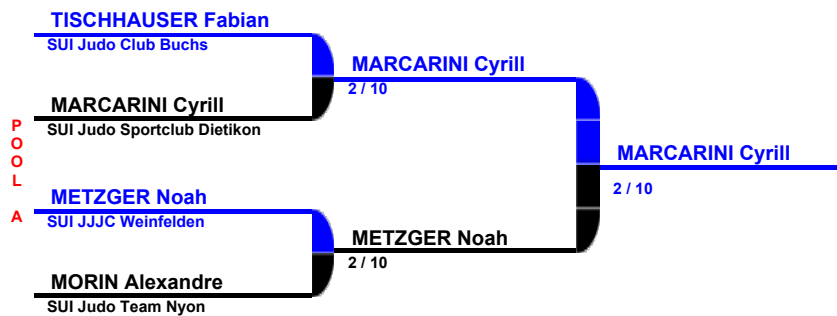 TISCHHAUSER Fabian
SUI Judo Club Buchs
MARCARINI Cyrill
2 / 10
MARCARINI Cyrill
SUI Judo Sportclub Dietikon
POOL A
MARCARINI Cyrill
2 / 10
METZGER Noah
SUI JJJC Weinfelden
METZGER Noah
2 / 10
MORIN Alexandre
SUI Judo Team Nyon